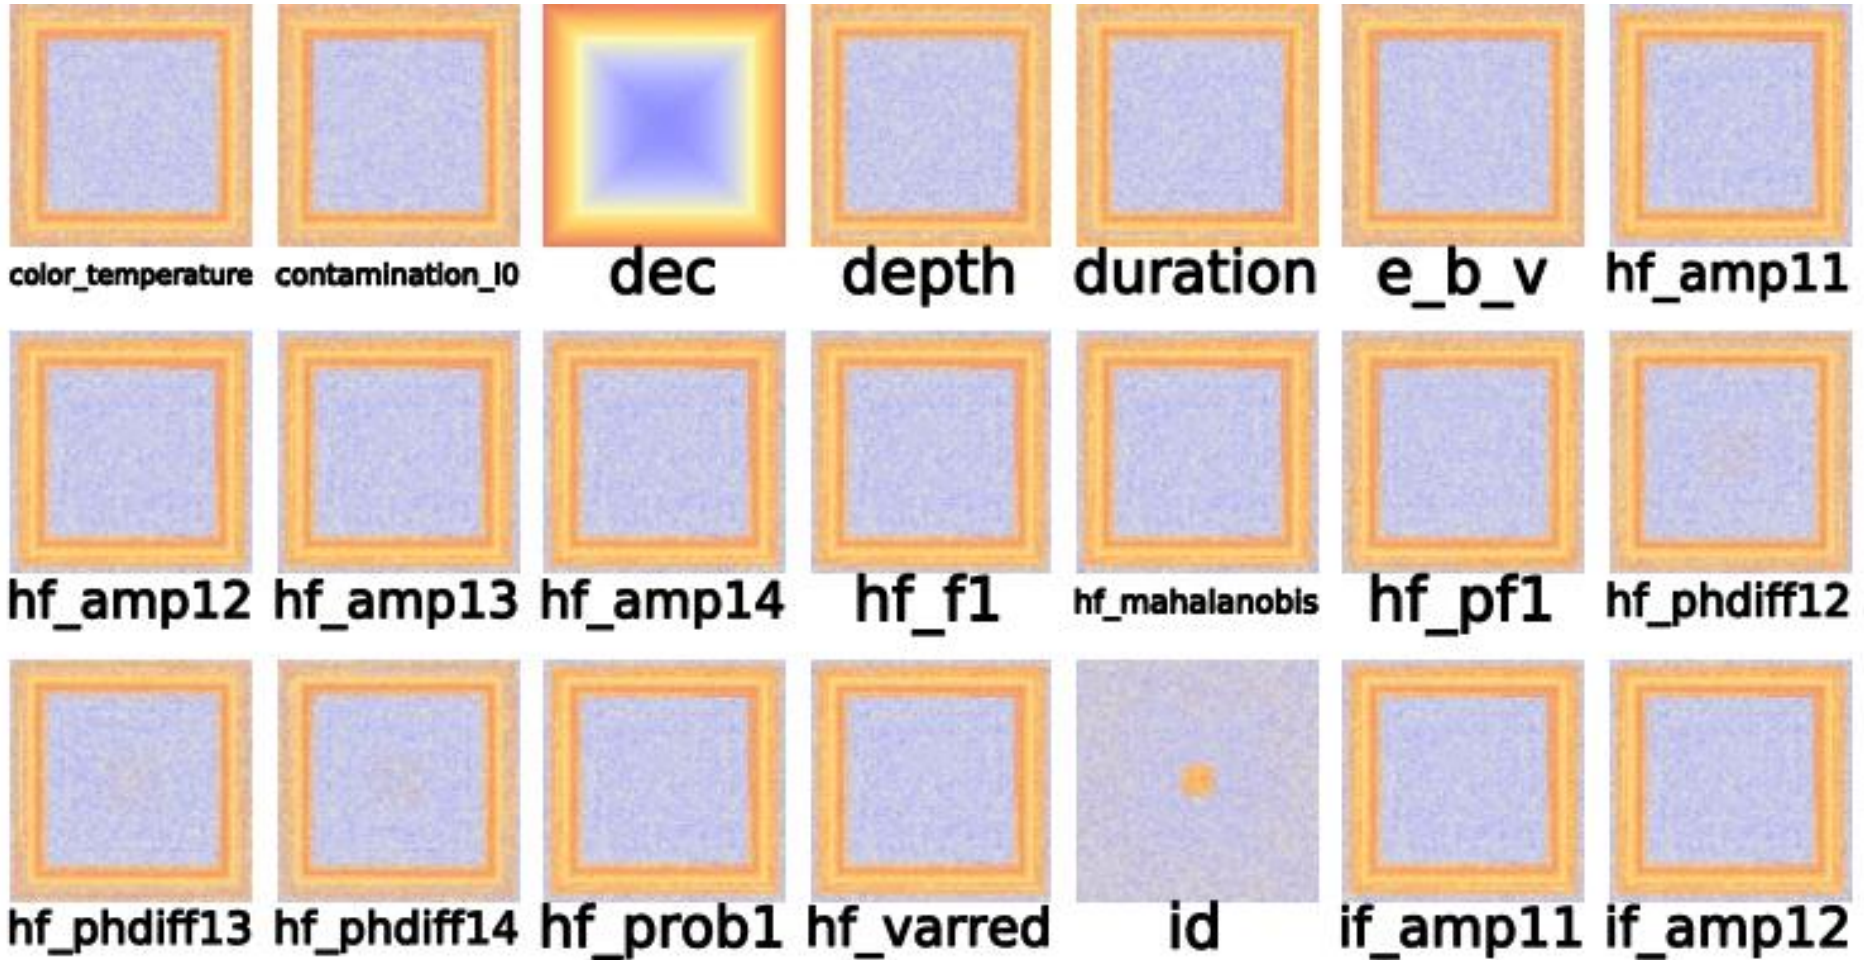 color_temperature contamination_l0 dec depth duration e_b_v hf_amp11
hf_amp12 hf_amp13 hf_amp14 hf_f1 hf_mahalanobis hf_pf1 hf_phdiff12
hf_phdiff13 hf_phdiff14 hf_prob1 hf_varred id if_amp11 if_amp12